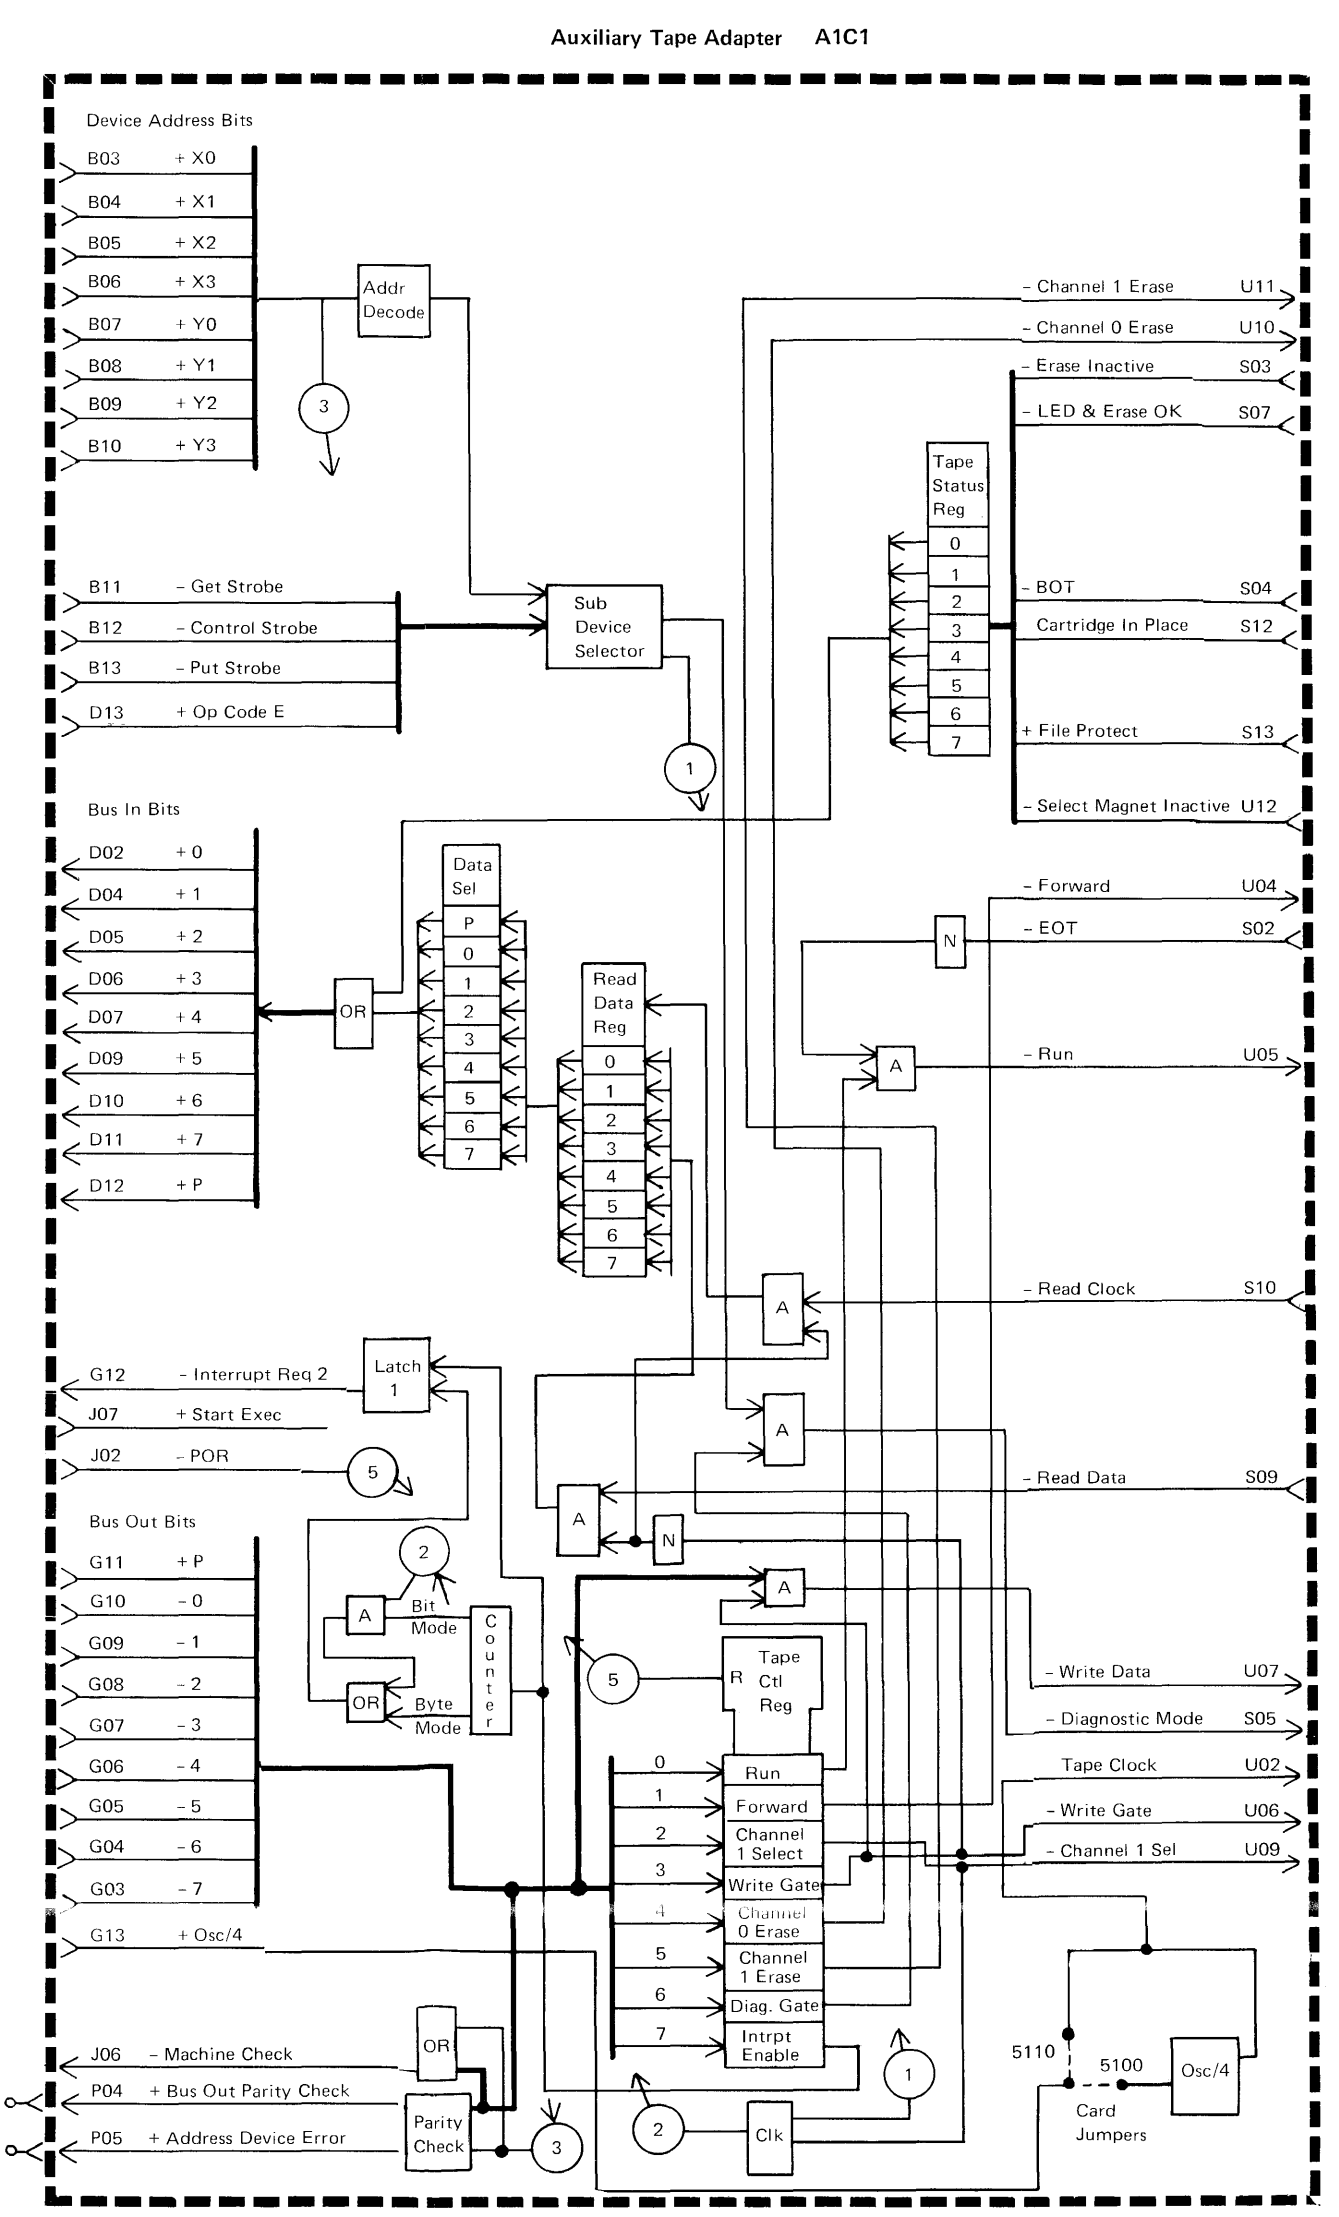 Auxiliary Tape Adapter A1C1
Device Address Bits
B03 + X0
B04 + X1
B05 + X2
B06 + X3
B07 + Y0
B08 + Y1
B09 + Y2
B10 + Y3
Addr
Decode
3
B11 - Get Strobe
B12 - Control Strobe
B13 - Put Strobe
D13 + Op Code E
Sub
Device
Selector
1
- Channel 1 Erase U11
- Channel 0 Erase U10
- Erase Inactive S03
- LED & Erase OK S07
Tape
Status
Reg
0
1
2
3
4
5
6
7
- BOT S04
Cartridge In Place S12
+ File Protect S13
- Select Magnet Inactive U12
Bus In Bits
D02 + 0
D04 + 1
D05 + 2
D06 + 3
D07 + 4
D09 + 5
D10 + 6
D11 + 7
D12 + P
OR
Data
Sel
P
0
1
2
3
4
5
6
7
Read
Data
Reg
0
1
2
3
4
5
6
7
- Forward U04
N
- EOT S02
A
- Run U05
A
- Read Clock S10
G12 - Interrupt Req 2
J07 + Start Exec
J02 - POR
Latch
1
5
A
A
- Read Data S09
N
Bus Out Bits
G11 + P
G10 - 0
G09 - 1
G08 - 2
G07 - 3
G06 - 4
G05 - 5
G04 - 6
G03 - 7
G13 + Osc/4
2
A
Bit
Mode
Counter
OR
Byte
Mode
A
5
R
Tape
Ctl
Reg
- Write Data U07
- Diagnostic Mode S05
Tape Clock U02
- Write Gate U06
- Channel 1 Sel U09
0 Run
1 Forward
2 Channel
1 Select
3 Write Gate
4 Channel
0 Erase
5 Channel
1 Erase
6 Diag. Gate
7 Intrpt
Enable
J06 - Machine Check
P04 + Bus Out Parity Check
P05 + Address Device Error
OR
Parity
Check
3
2
Clk
1
5110
5100
Osc/4
Card
Jumpers